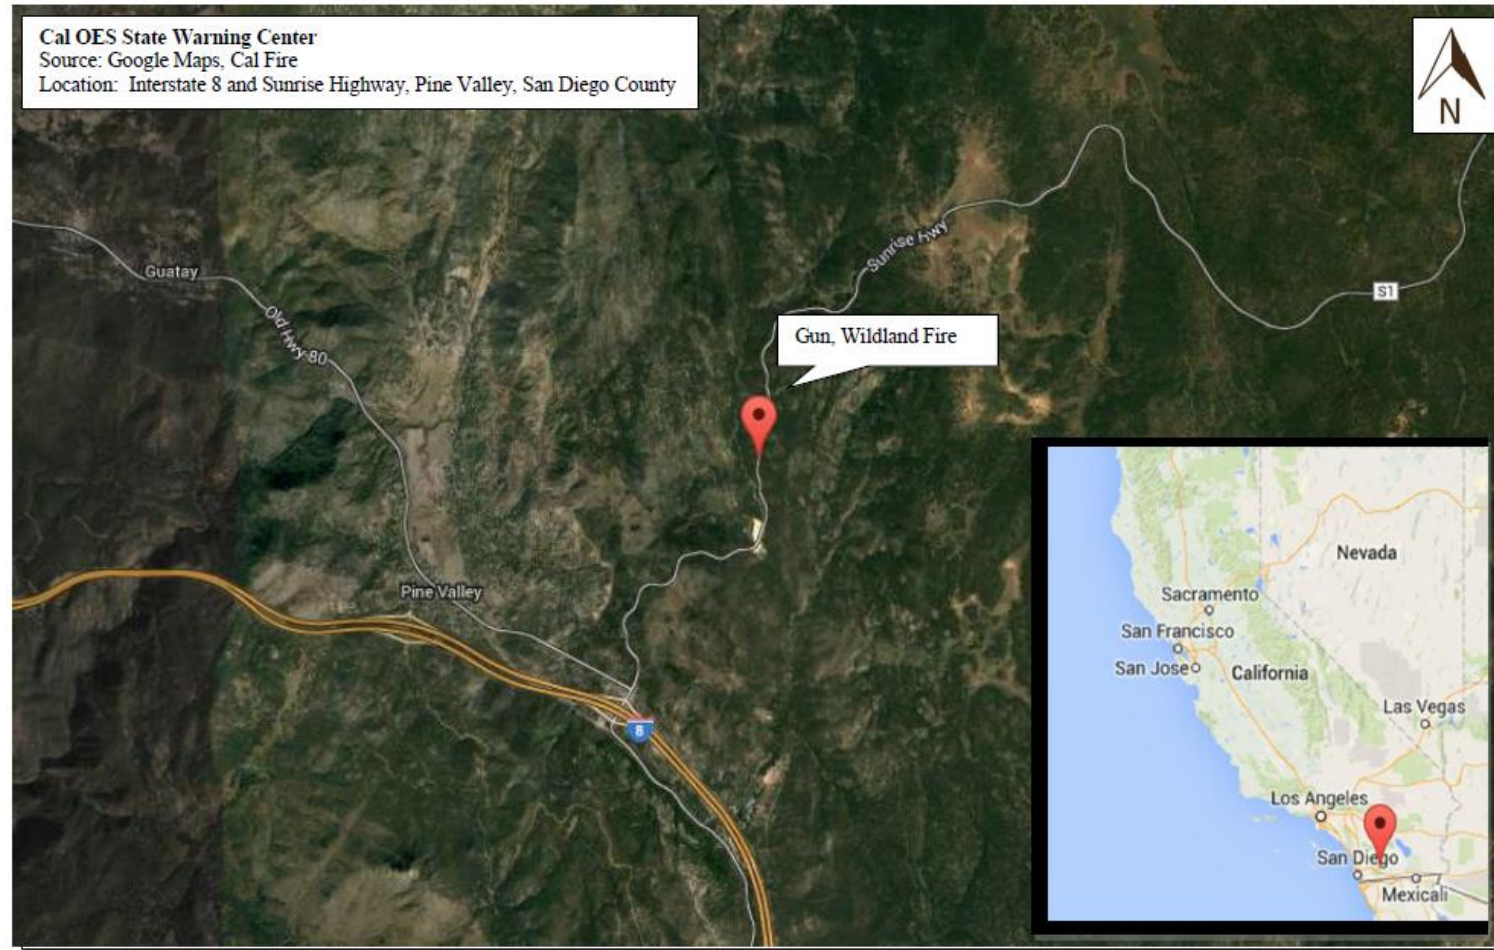 Cal OES State Warning Center
Source: Google Maps, Cal Fire
Location: Interstate 8 and Sunrise Highway, Pine Valley, San Diego County
N
Guatay
Old Hwy 80
Sunrise Hwy
S1
Gun, Wildland Fire
Pine Valley
8
Nevada
Sacramento
San Francisco
San Jose
California
Las Vegas
Los Angeles
San Diego
Mexicali